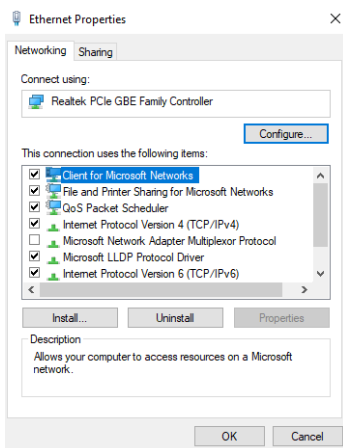 Ethernet Properties
Networking Sharing
Connect using:
Realtek PCIe GBE Family Controller
Configure...
This connection uses the following items:
Client for Microsoft Networks
File and Printer Sharing for Microsoft Networks
QoS Packet Scheduler
Internet Protocol Version 4 (TCP/IPv4)
Microsoft Network Adapter Multiplexor Protocol
Microsoft LLDP Protocol Driver
Internet Protocol Version 6 (TCP/IPv6)
Install... Uninstall Properties
Description
Allows your computer to access resources on a Microsoft
network.
OK Cancel